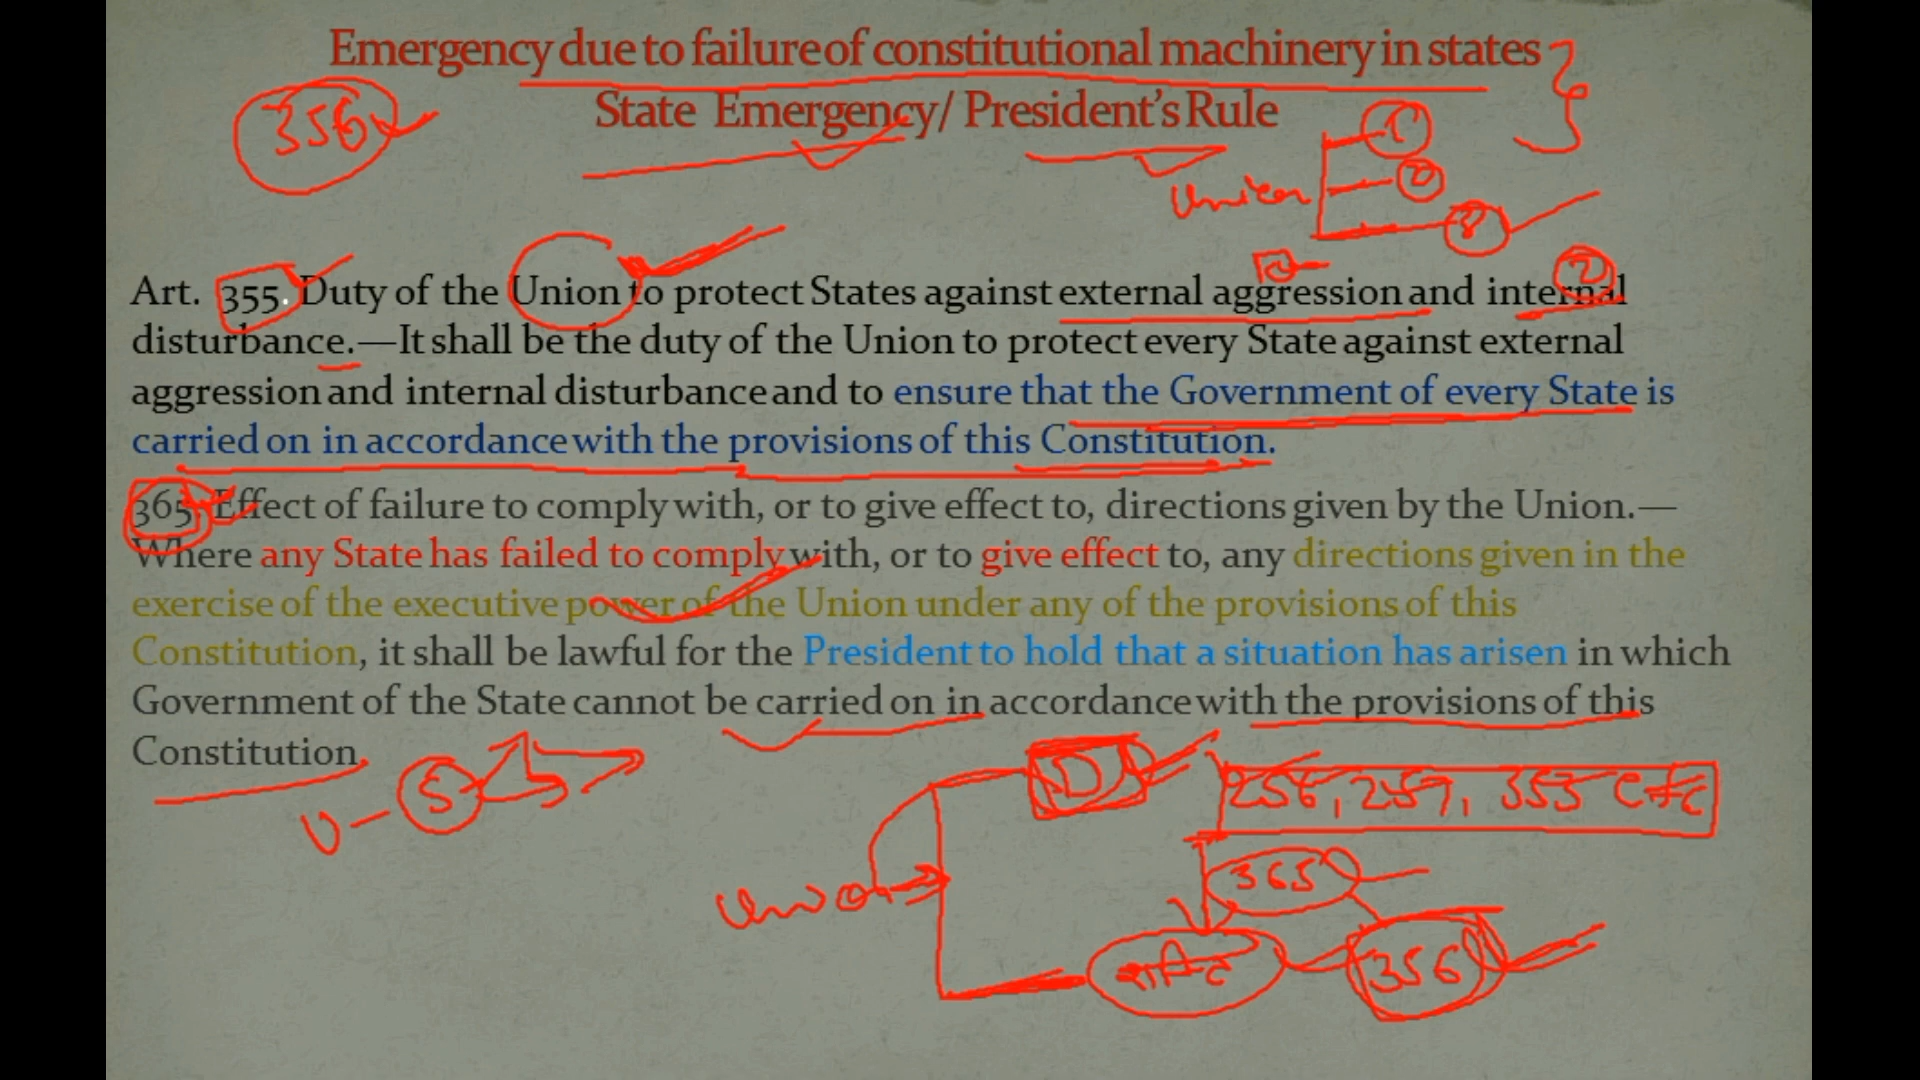 Emergency due to failure of constitutional machinery in states
State Emergency/ President's Rule
356
Union
Art. 355. Duty of the Union to protect States against external aggression and internal
disturbance.—It shall be the duty of the Union to protect every State against external
aggression and internal disturbance and to ensure that the Government of every State is
carried on in accordance with the provisions of this Constitution.
365 Effect of failure to comply with, or to give effect to, directions given by the Union.—
Where any State has failed to comply with, or to give effect to, any directions given in the
exercise of the executive power of the Union under any of the provisions of this
Constitution, it shall be lawful for the President to hold that a situation has arisen in which
Government of the State cannot be carried on in accordance with the provisions of this
Constitution.
U-S
D 256, 257, 353 etc
365
Union
356